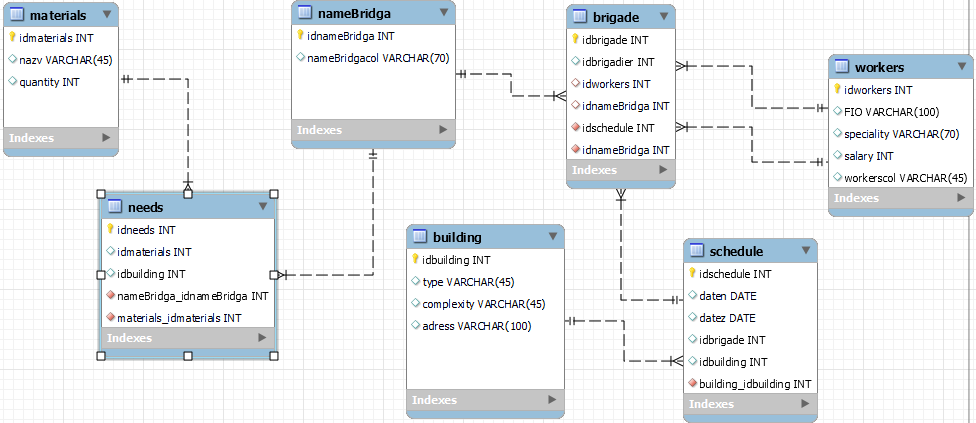 materials
idmaterials INT
nazv VARCHAR(45)
quantity INT
Indexes
nameBridga
idnameBridga INT
nameBridgacol VARCHAR(70)
Indexes
brigade
idbrigade INT
idbrigadier INT
idworkers INT
idnameBridga INT
idschedule INT
idnameBridga INT
Indexes
workers
idworkers INT
FIO VARCHAR(100)
speciality VARCHAR(70)
salary INT
workerscol VARCHAR(45)
Indexes
needs
idneeds INT
idmaterials INT
idbuilding INT
nameBridga_idnameBridga INT
materials_idmaterials INT
Indexes
building
idbuilding INT
type VARCHAR(45)
complexity VARCHAR(45)
adress VARCHAR(100)
Indexes
schedule
idschedule INT
daten DATE
datez DATE
idbrigade INT
idbuilding INT
building_idbuilding INT
Indexes